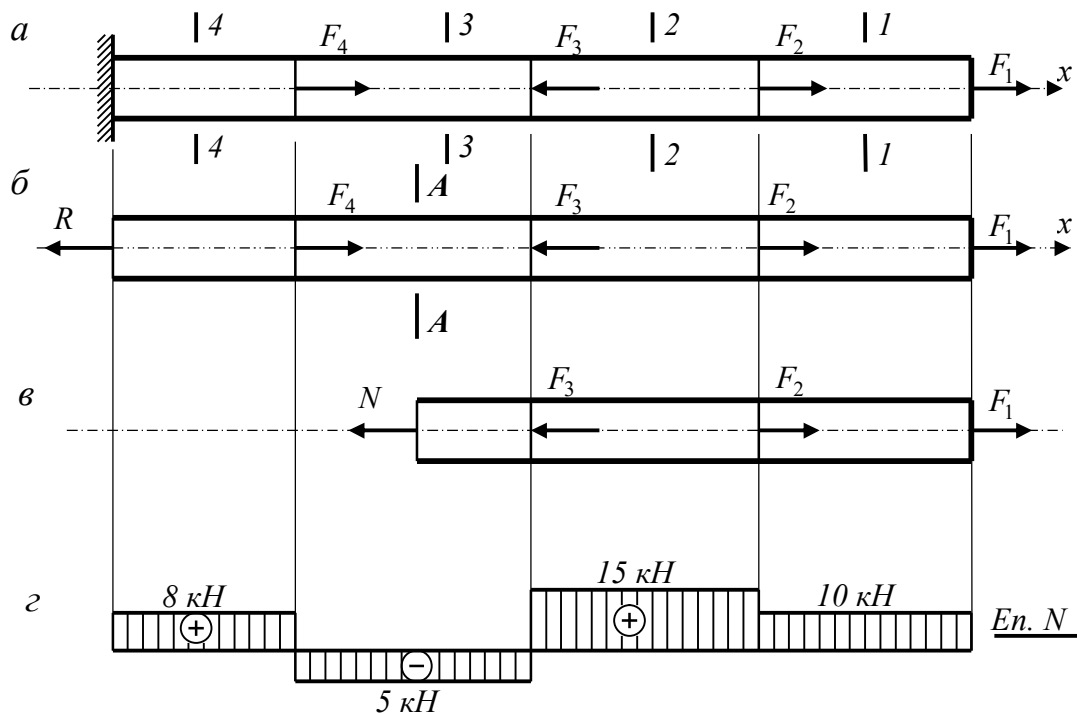 а
4 3 2 1
F4 F3 F2 F1 x
4 3 2 1
б
A
R F4 F3 F2 F1 x
A
в
N F3 F2 F1
г
8 кН 15 кН 10 кН
+ + Еп. N
−
5 кН